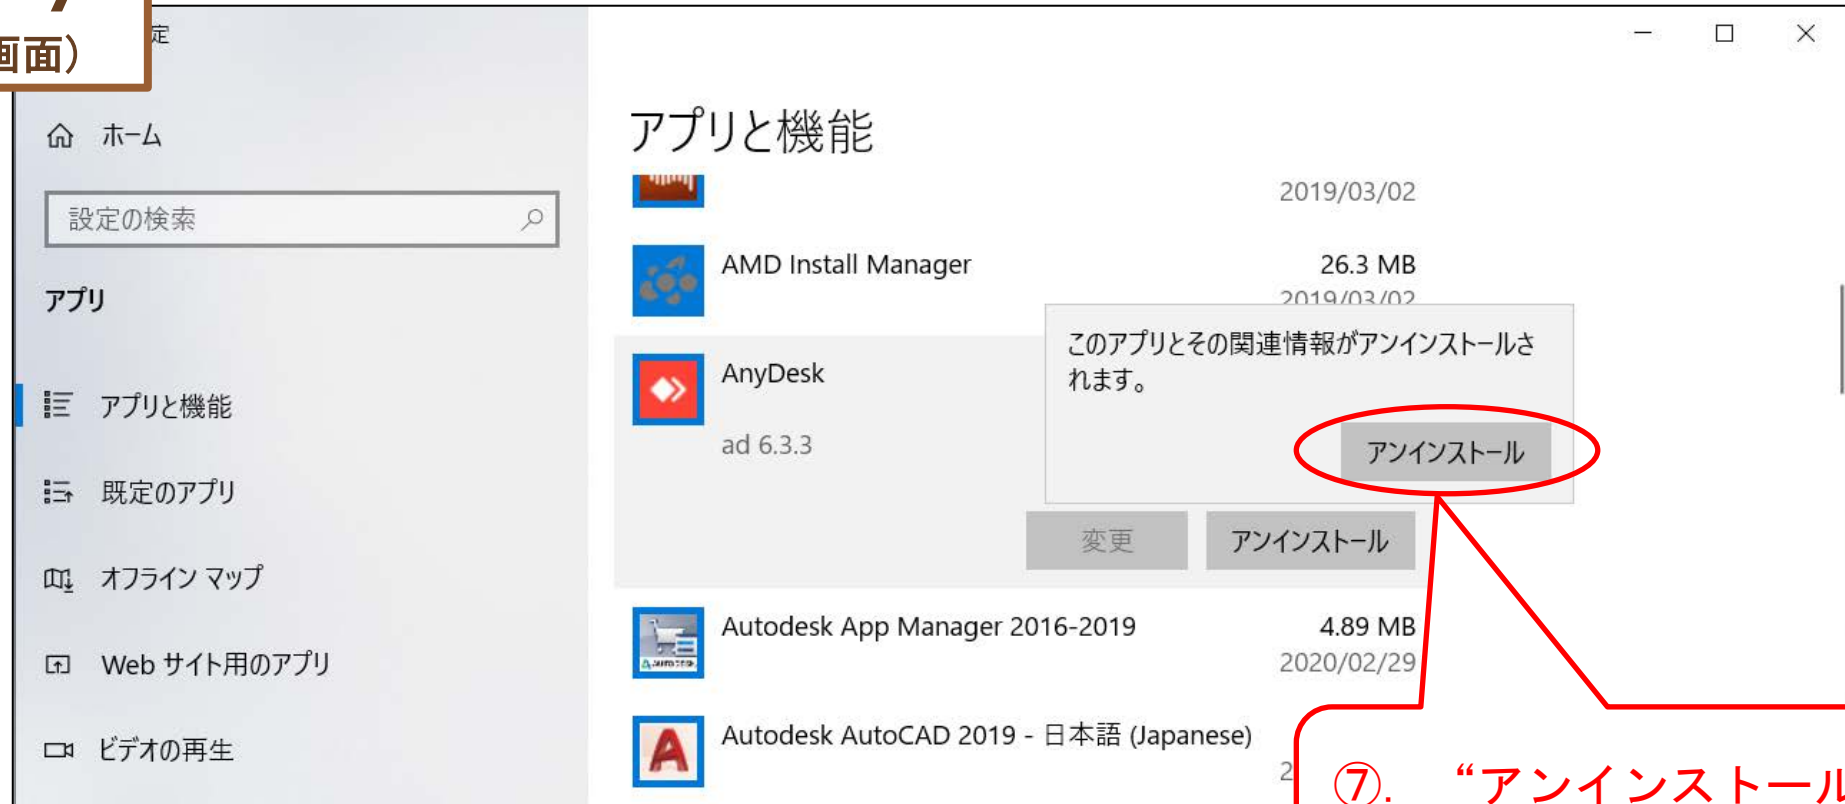 画面）
定
ホーム
設定の検索
アプリ
アプリと機能
既定のアプリ
オフライン マップ
Web サイト用のアプリ
ビデオの再生
アプリと機能
2019/03/02
AMD Install Manager
26.3 MB
2019/03/02
AnyDesk
ad 6.3.3
このアプリとその関連情報がアンインストールさ
れます。
アンインストール
変更
アンインストール
Autodesk App Manager 2016-2019
4.89 MB
2020/02/29
Autodesk AutoCAD 2019 - 日本語 (Japanese)
2
⑦. “アンインストール